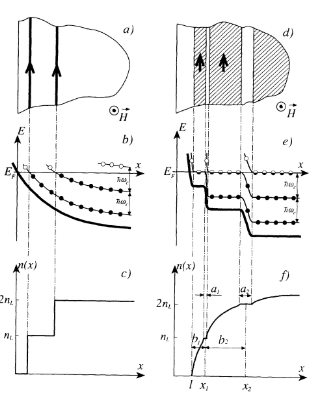 a)
H
d)
H
E
b)
x
E_F
ħω_c
ħω_c
E
e)
x
E_F
ħω_c
ħω_c
n(x)
c)
2n_L
n_L
x
n(x)
f)
a_1
a_2
2n_L
b_1
b_2
n_L
l
x_1
x_2
x